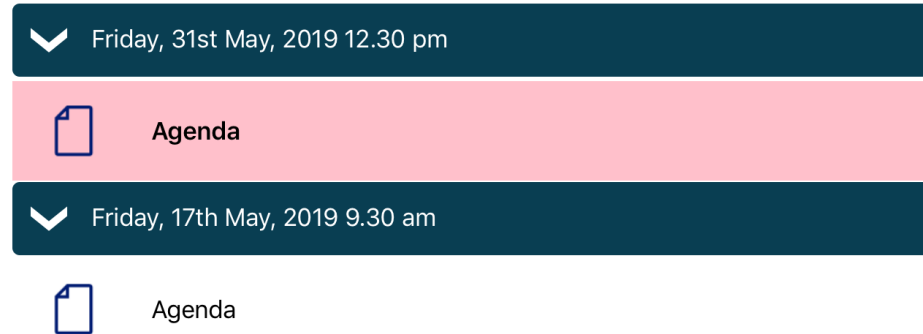 Friday, 31st May, 2019 12.30 pm
Agenda
Friday, 17th May, 2019 9.30 am
Agenda